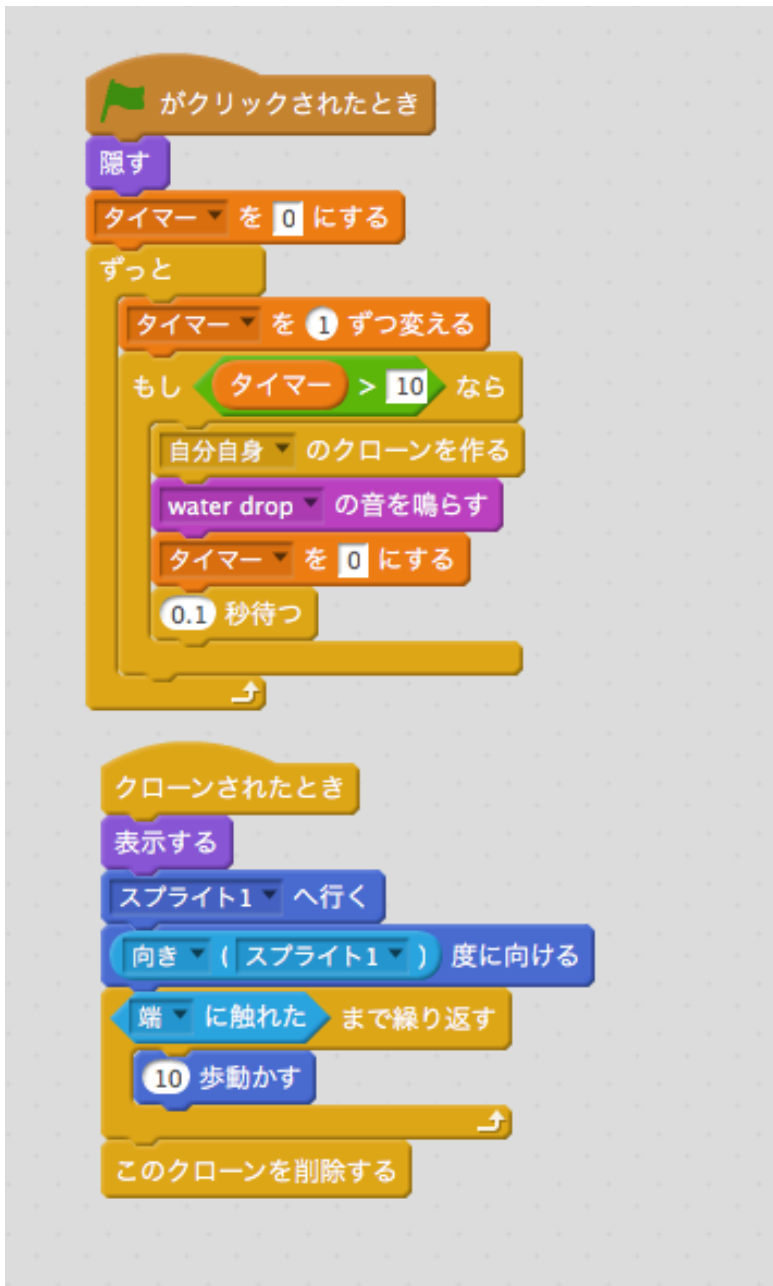 がクリックされたとき
隠す
タイマー を 0 にする
ずっと
タイマー を 1 ずつ変える
もし タイマー > 10 なら
自分自身 のクローンを作る
water drop の音を鳴らす
タイマー を 0 にする
0.1 秒待つ
クローンされたとき
表示する
スプライト1 へ行く
向き ( スプライト1 ) 度に向ける
端 に触れた まで繰り返す
10 歩動かす
このクローンを削除する